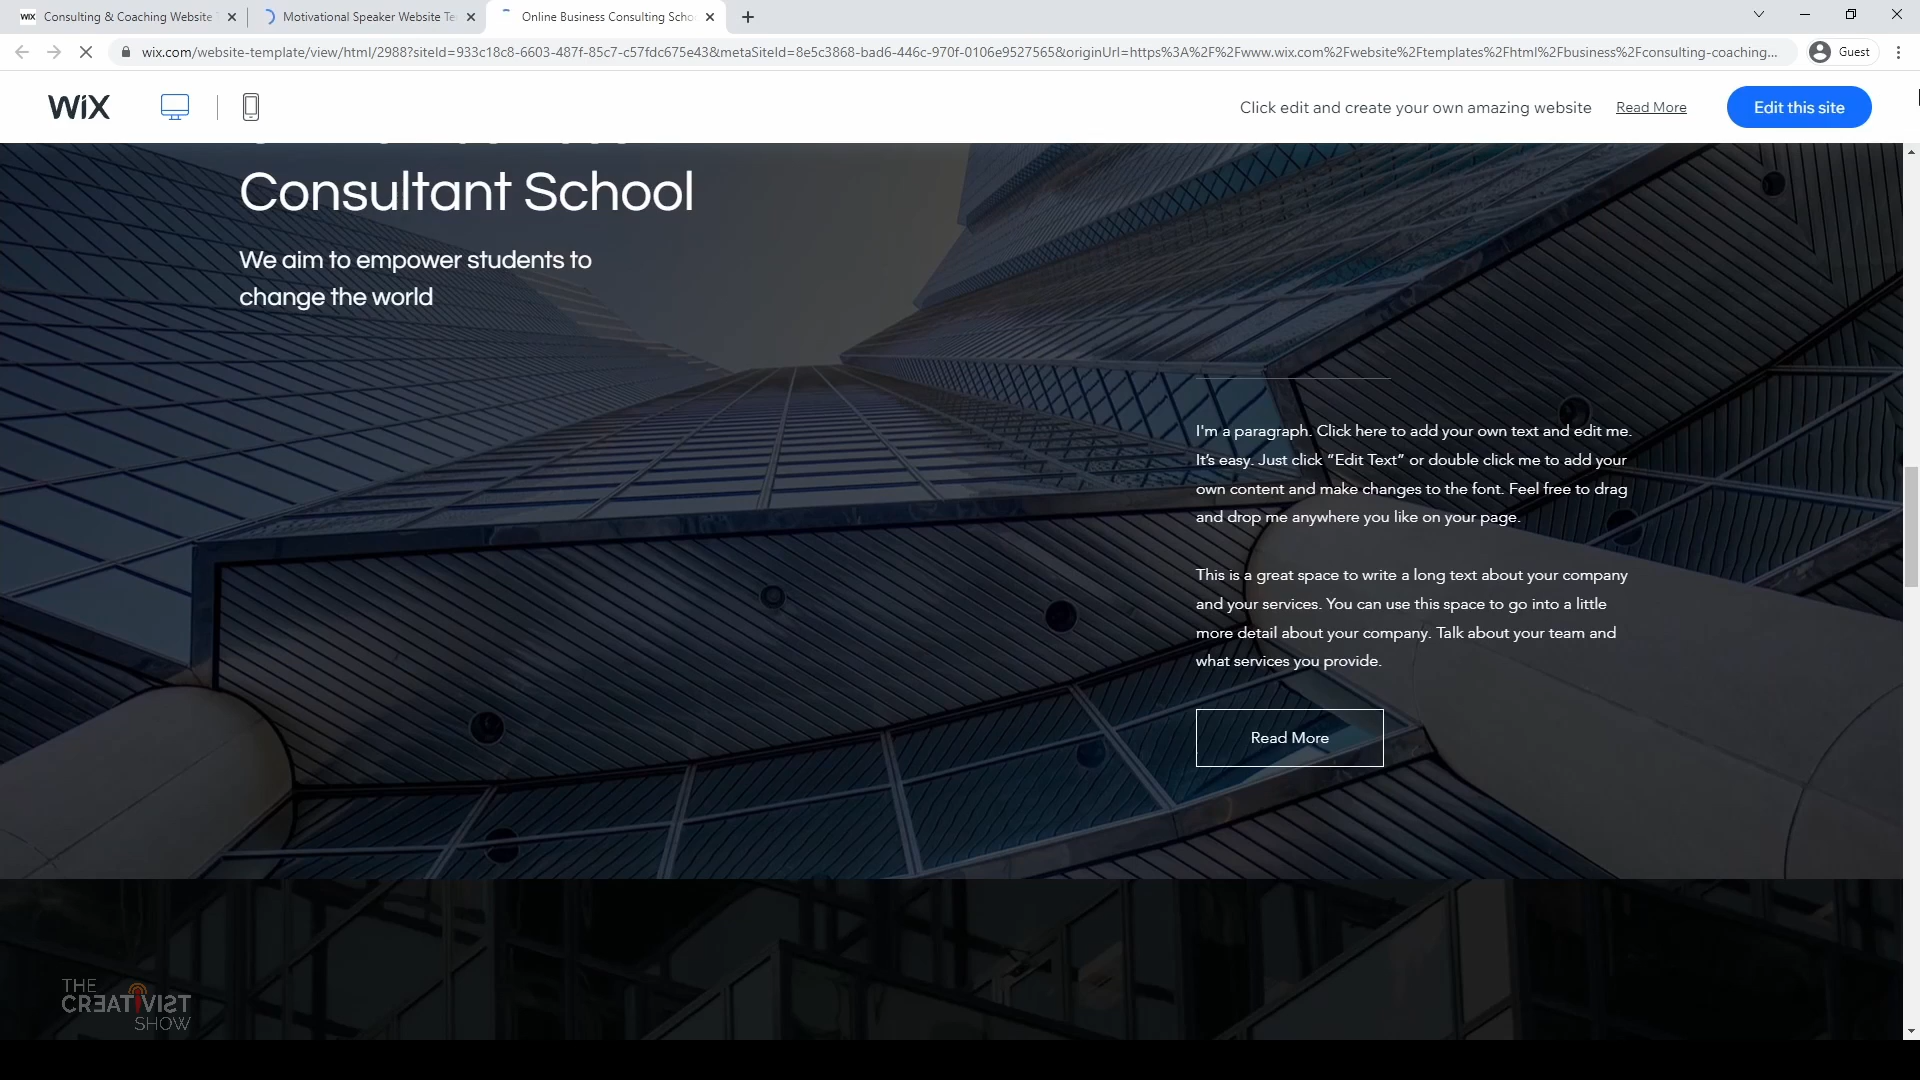 WiX Consulting & Coaching Website
Motivational Speaker Website Te
Online Business Consulting Scho
wix.com/website-template/view/html/2988?siteId=933c18c8-6603-487f-85c7-c57fdc675e43&metaSiteId=8e5c3868-bad6-446c-970f-0106e9527565&originUrl=https%3A%2F%2Fwww.wix.com%2Fwebsite%2Ftemplates%2Fhtml%2Fbusiness%2Fconsulting-coaching...
Guest
WiX
Click edit and create your own amazing website
Read More
Edit this site
Consultant School
We aim to empower students to
change the world
I'm a paragraph. Click here to add your own text and edit me.
It’s easy. Just click “Edit Text” or double click me to add your
own content and make changes to the font. Feel free to drag
and drop me anywhere you like on your page.
This is a great space to write a long text about your company
and your services. You can use this space to go into a little
more detail about your company. Talk about your team and
what services you provide.
Read More
THE
CREATIVIST
SHOW